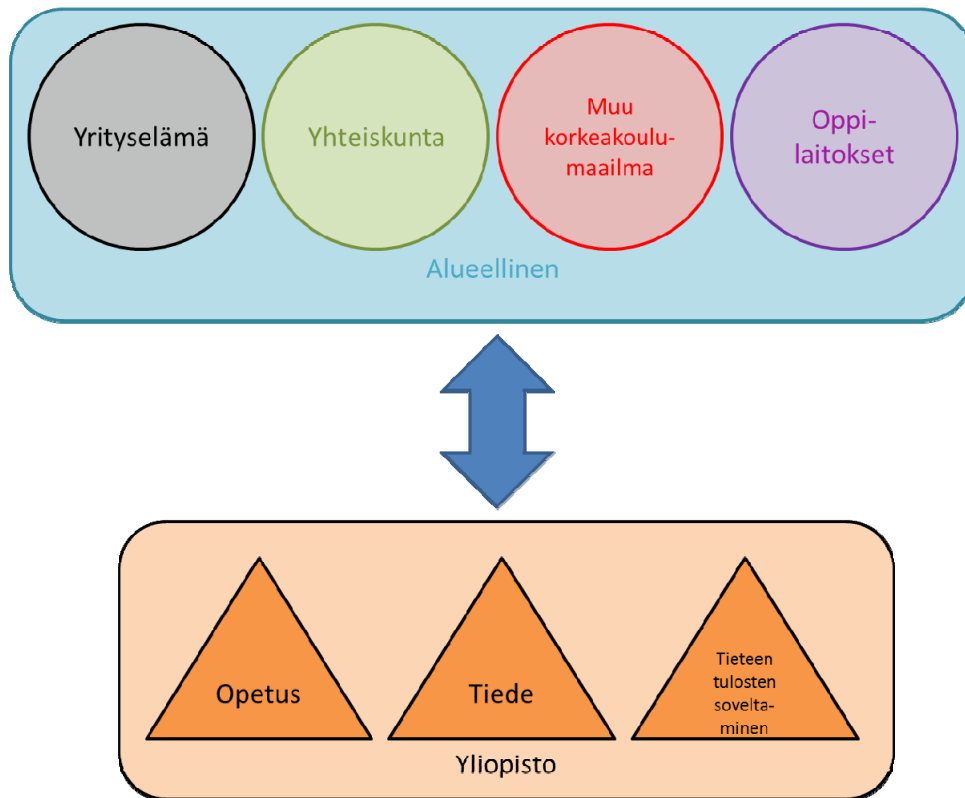 Yrityselämä
Yhteiskunta
Muu
korkeakoulu-
maailma
Oppi-
laitokset
Alueellinen
Opetus
Tiede
Tieteen
tulosten
sovelta-
minen
Yliopisto